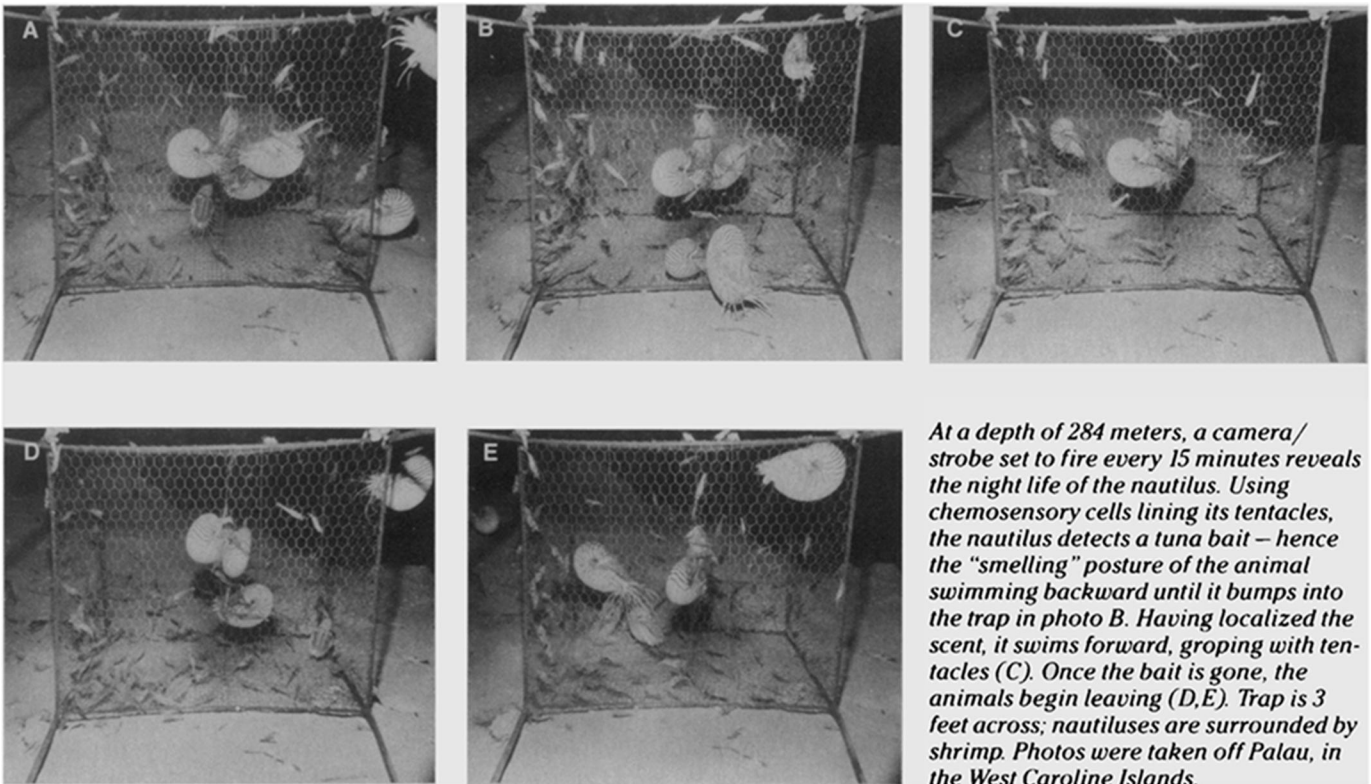 A
B
C
D
E
At a depth of 284 meters, a camera/
strobe set to fire every 15 minutes reveals
the night life of the nautilus. Using
chemosensory cells lining its tentacles,
the nautilus detects a tuna bait – hence
the “smelling” posture of the animal
swimming backward until it bumps into
the trap in photo B. Having localized the
scent, it swims forward, groping with ten-
tacles (C). Once the bait is gone, the
animals begin leaving (D,E). Trap is 3
feet across; nautiluses are surrounded by
shrimp. Photos were taken off Palau, in
the West Caroline Islands.